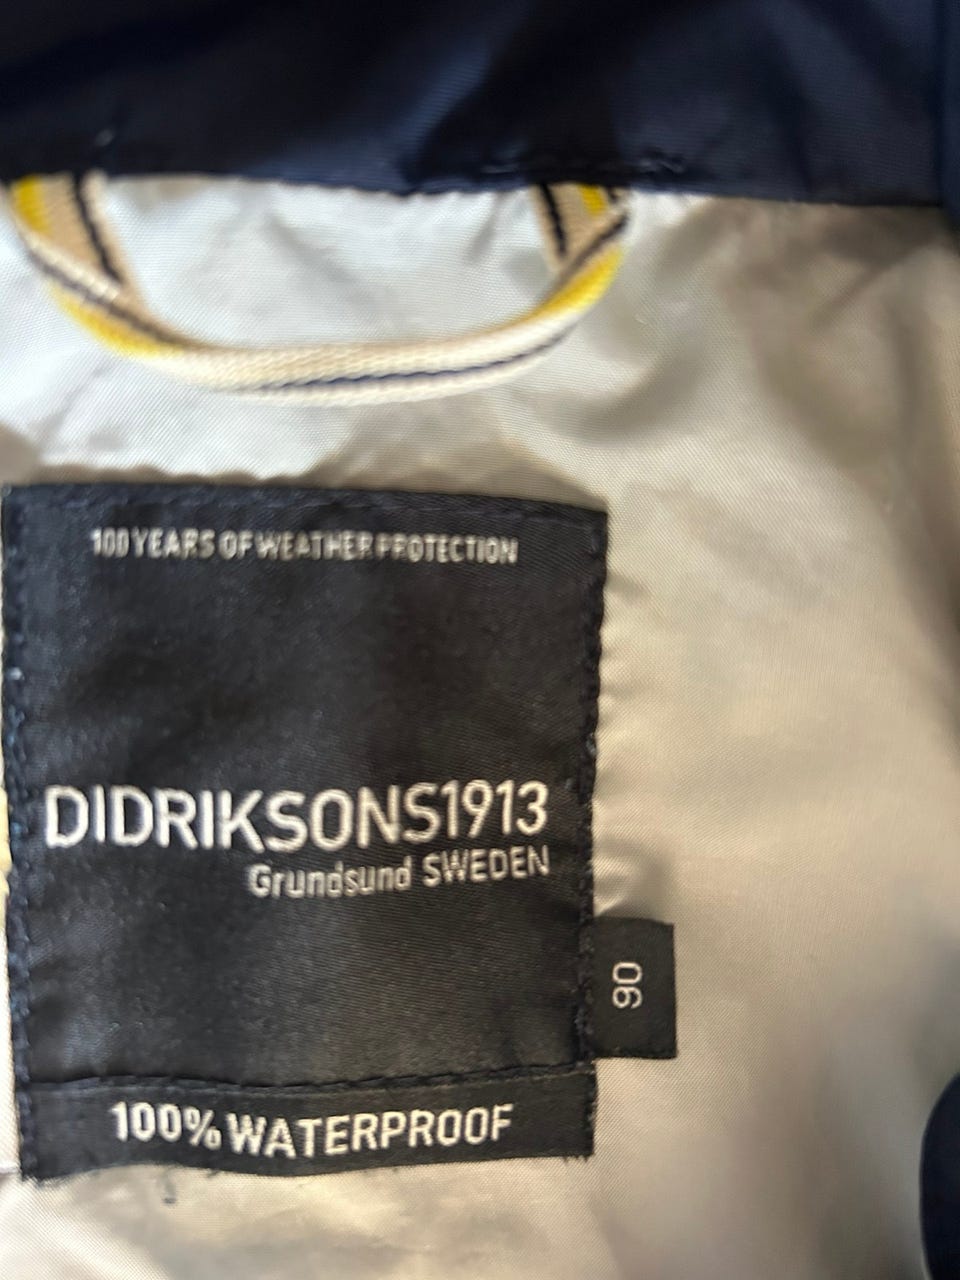 100 YEARS OF WEATHER PROTECTION
DIDRIKSONS1913
Grundsund SWEDEN
90
100% WATERPROOF